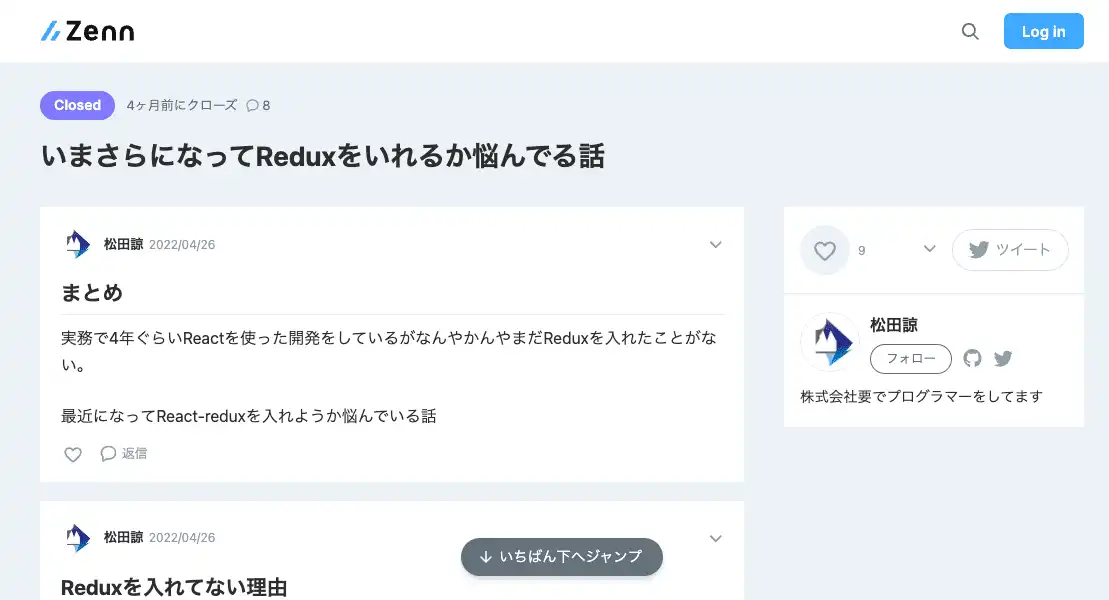 Zenn
Log in
Closed 4ヶ月前にクローズ 8
いまさらになってReduxをいれるか悩んでる話
松田諒 2022/04/26
まとめ
実務で4年ぐらいReactを使った開発をしているがなんやかんやまだReduxを入れたことがな
い。
最近になってReact-reduxを入れようか悩んでいる話
返信
松田諒 2022/04/26
Reduxを入れてない理由
↓ いちばん下へジャンプ
9
ツイート
松田諒
フォロー
株式会社要でプログラマーをしてます